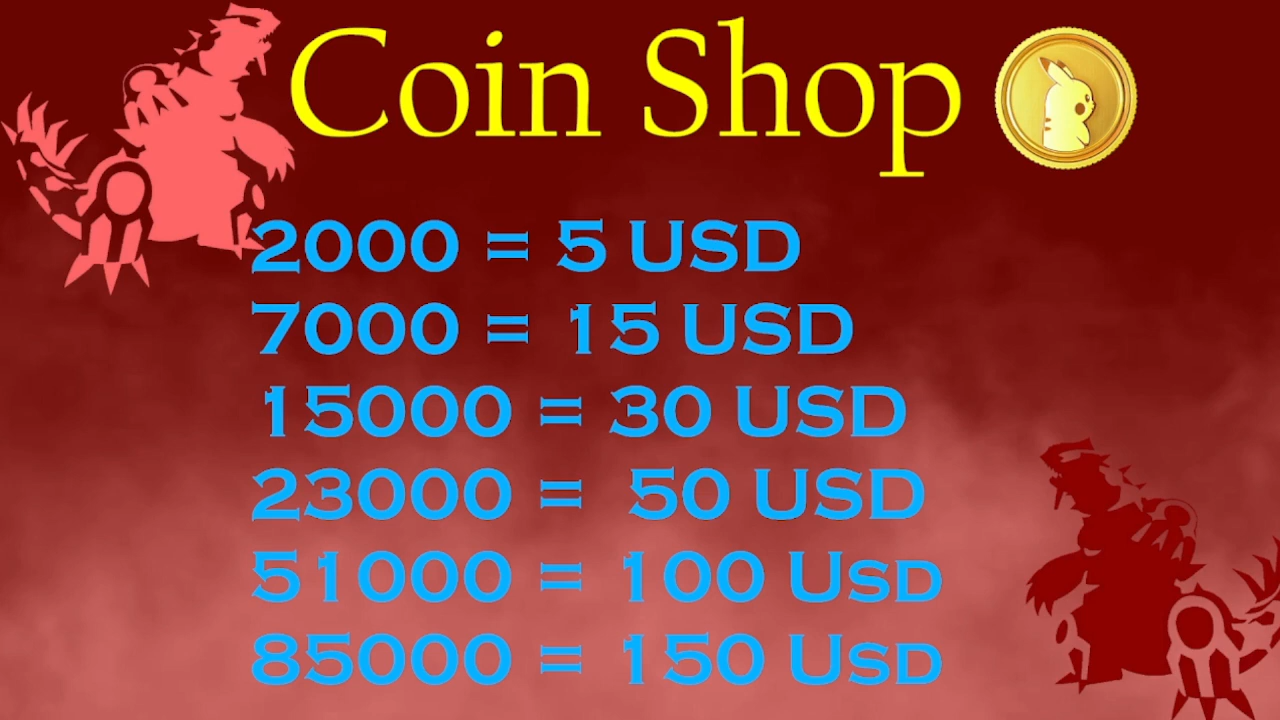 Coin Shop
2000 = 5 USD
7000 = 15 USD
15000 = 30 USD
23000 = 50 USD
51000 = 100 Usd
85000 = 150 Usd